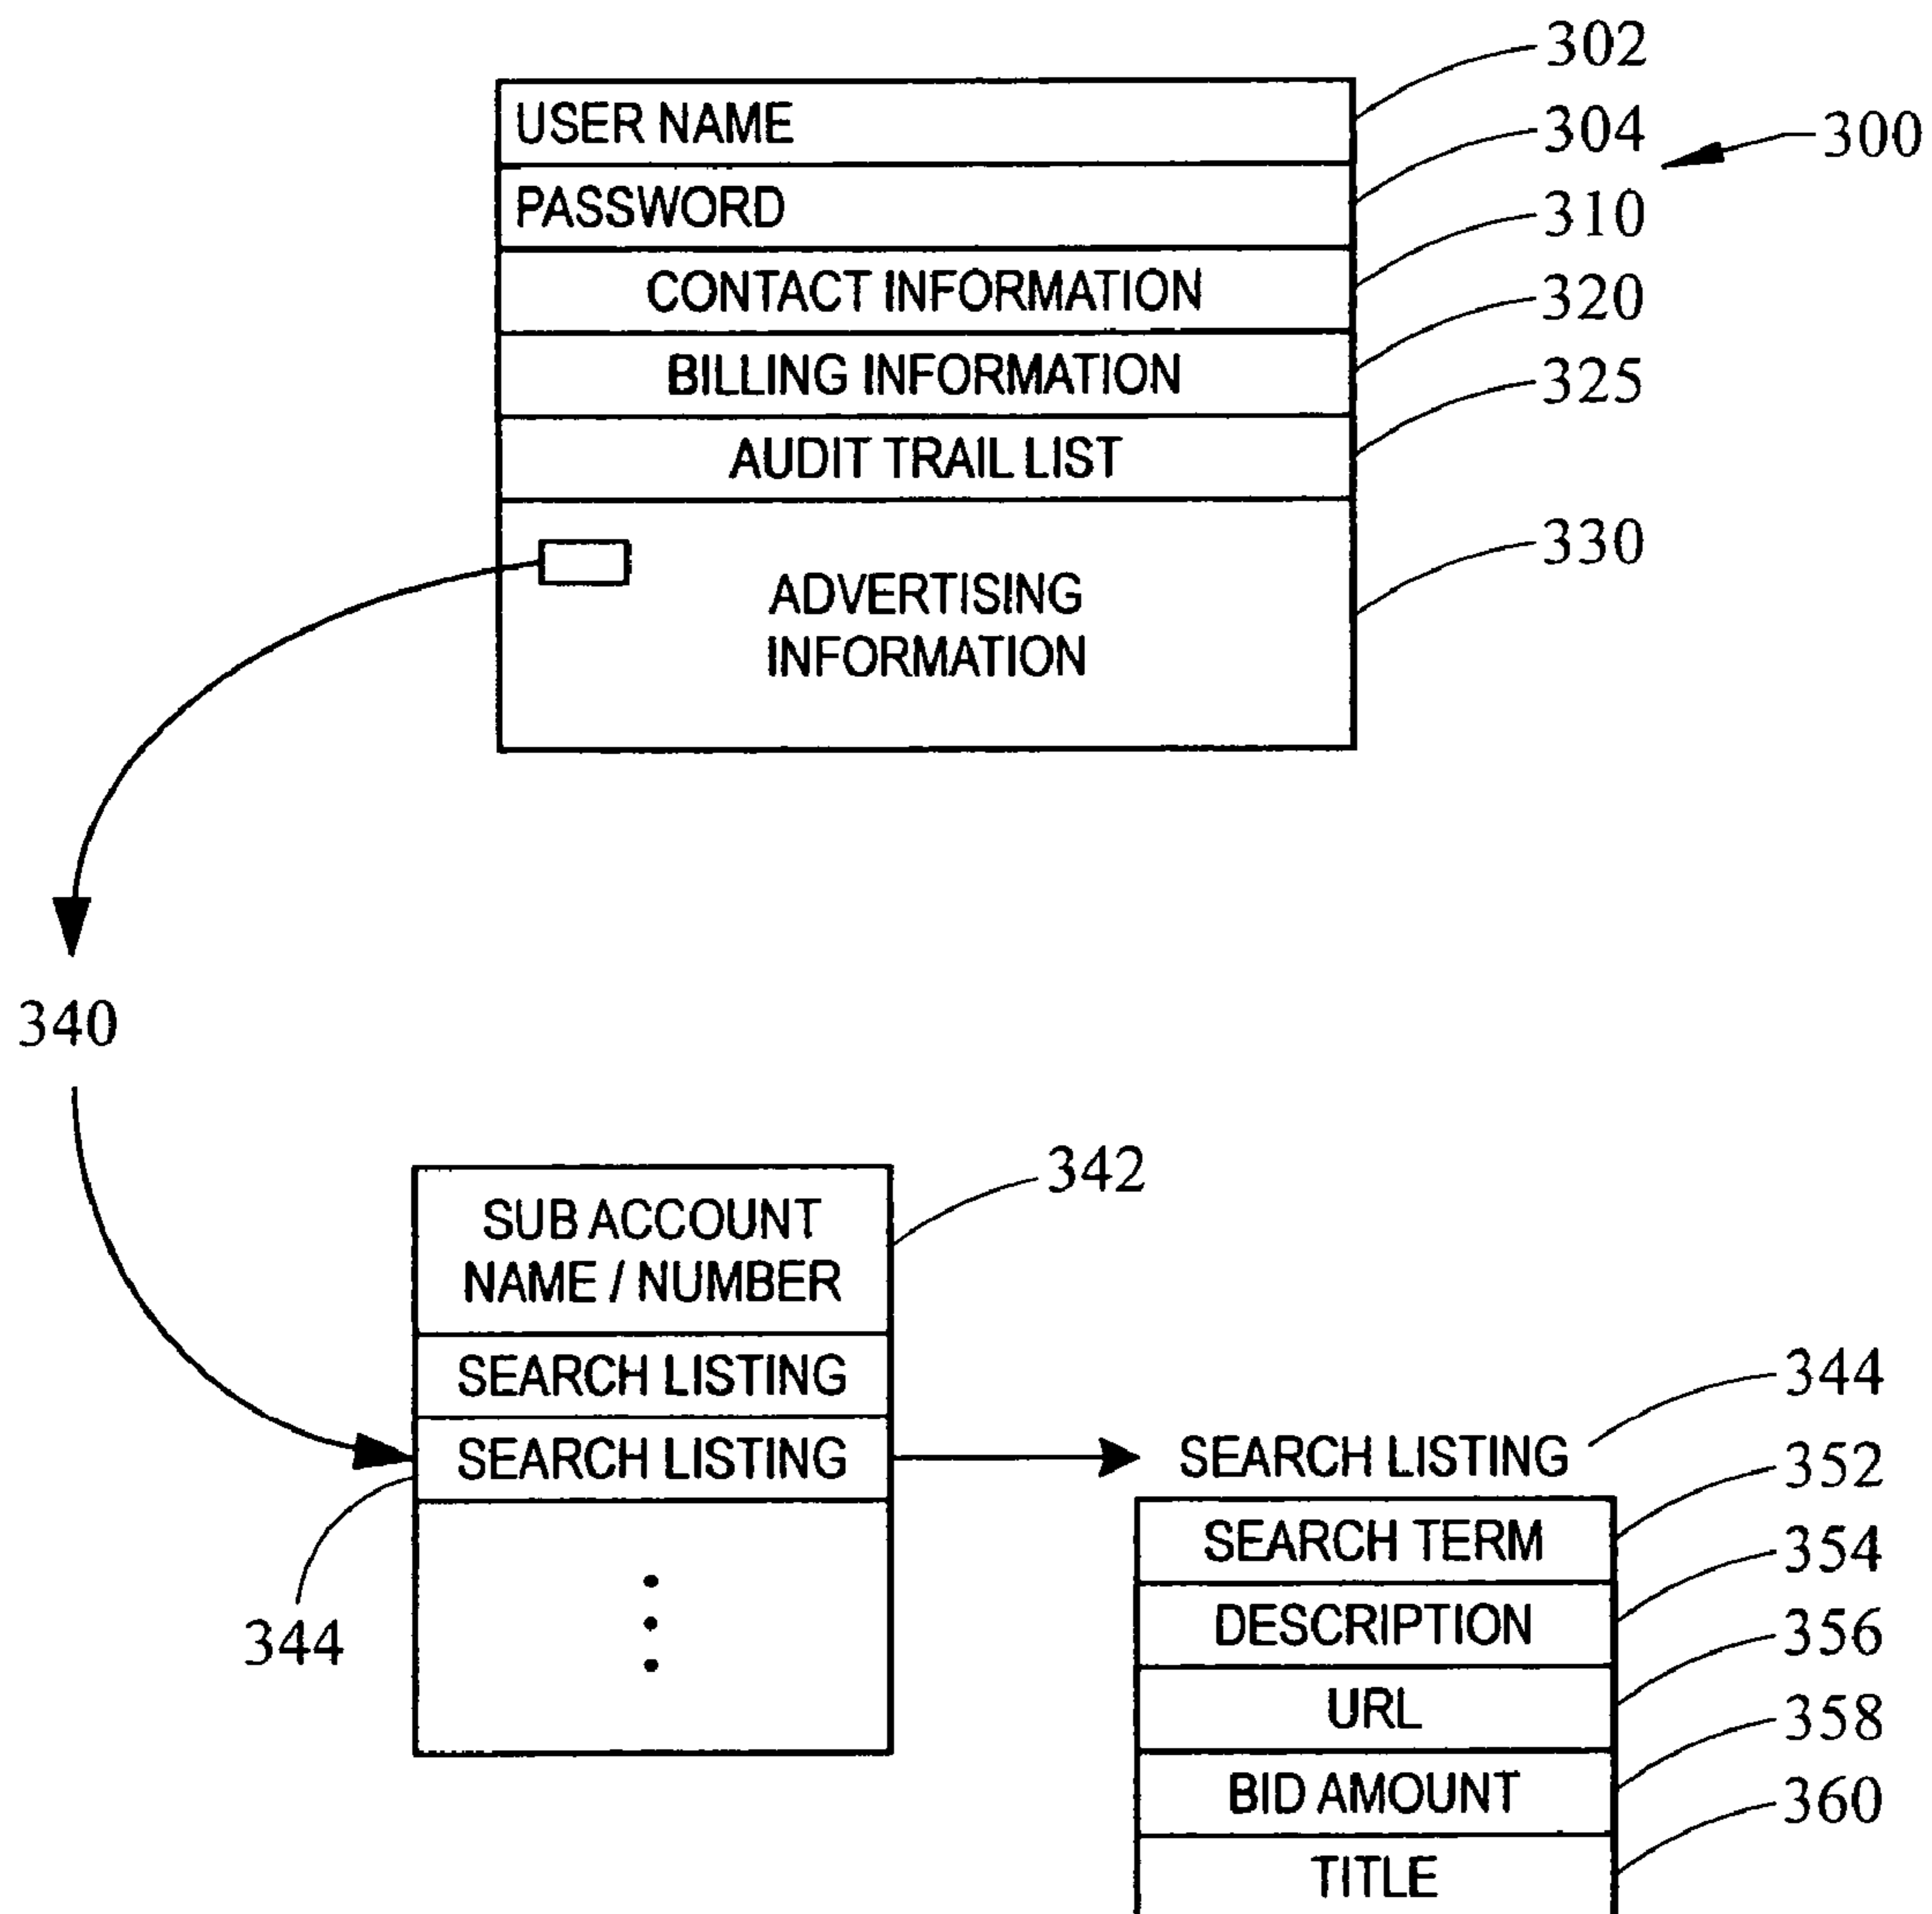 302
USER NAME
304
300
PASSWORD
310
CONTACT INFORMATION
320
BILLING INFORMATION
325
AUDIT TRAIL LIST
330
ADVERTISING
INFORMATION
340
342
SUB ACCOUNT
NAME / NUMBER
SEARCH LISTING
344
SEARCH LISTING
SEARCH LISTING
352
SEARCH TERM
354
DESCRIPTION
344
356
URL
358
BID AMOUNT
360
TITLE